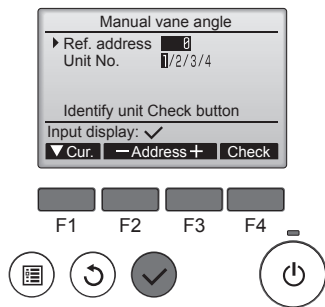 Manual vane angle
Ref. address 0
Unit No. 1/2/3/4
Identify unit Check button
Input display: ✓
▼Cur. －Address＋ Check
F1 F2 F3 F4